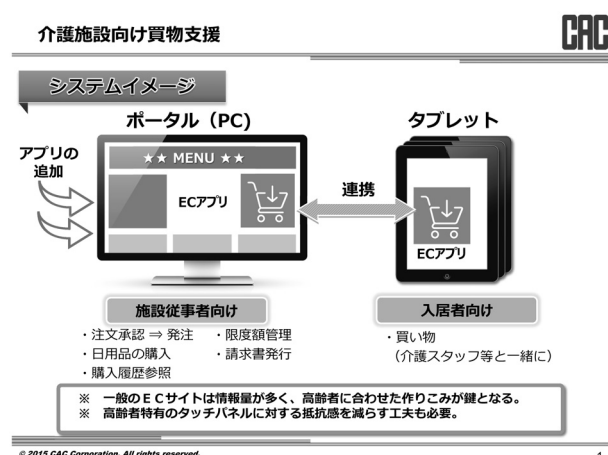 介護施設向け買物支援
CAC
システムイメージ
ポータル（PC)
タブレット
アプリの
追加
★★ MENU ★★
ECアプリ
連携
ECアプリ
施設従事者向け
入居者向け
・注文承認 ⇒ 発注 ・限度額管理
・日用品の購入 ・請求書発行
・購入履歴参照
・買い物
（介護スタッフ等と一緒に）
※ 一般のＥＣサイトは情報量が多く、高齢者に合わせた作りこみが鍵となる。
※ 高齢者特有のタッチパネルに対する抵抗感を減らす工夫も必要。
© 2015 CAC Corporation. All rights reserved.